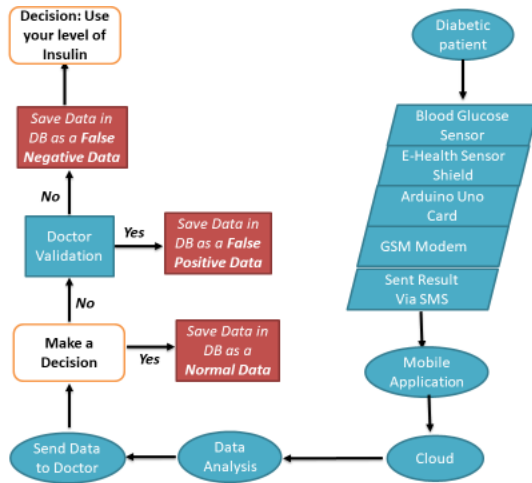 Diabetic
patient
Blood Glucose
Sensor
E-Health Sensor
Shield
Arduino Uno
Card
GSM Modem
Sent Result
Via SMS
Mobile
Application
Cloud
Data
Analysis
Send Data
to Doctor
Make a
Decision
Yes
Save Data in
DB as a
Normal Data
No
Doctor
Validation
Yes
Save Data in
DB as a False
Positive Data
No
Save Data in
DB as a False
Negative Data
Decision: Use
your level of
Insulin